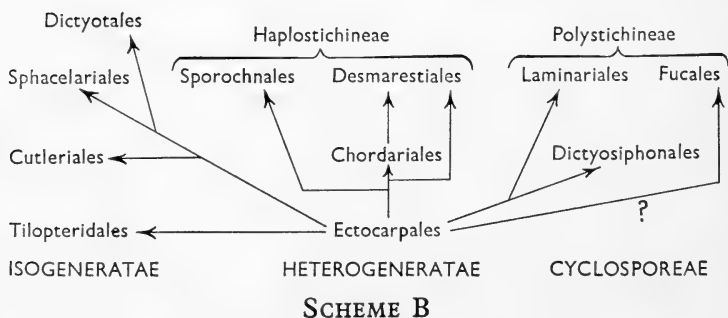 Dictyotales
Haplostichineae Polystichineae
Sphacelariales Sporochnales Desmarestiales Laminariales Fucales
Cutleriales Chordariales Dictyosiphonales
?
Tilopteridales Ectocarpales
ISOGENERATAE HETEROGENERATAE CYCLOSPOREAE
SCHEME B